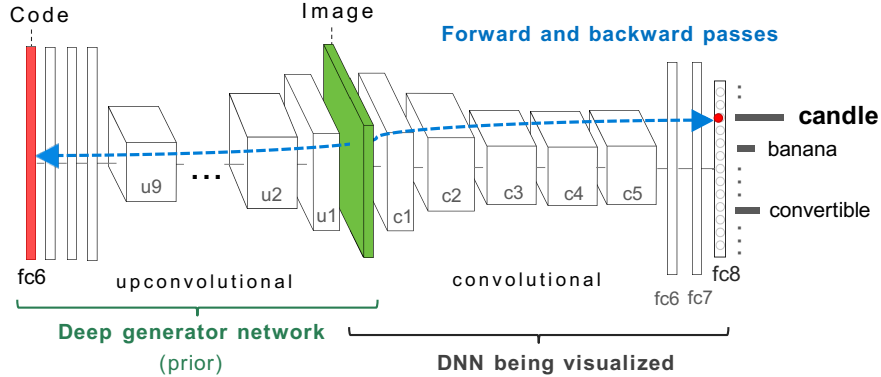 Code
Image
Forward and backward passes
candle
banana
convertible
u9
...
u2
u1
c1
c2
c3
c4
c5
fc6
upconvolutional
convolutional
fc6
fc7
fc8
Deep generator network
(prior)
DNN being visualized